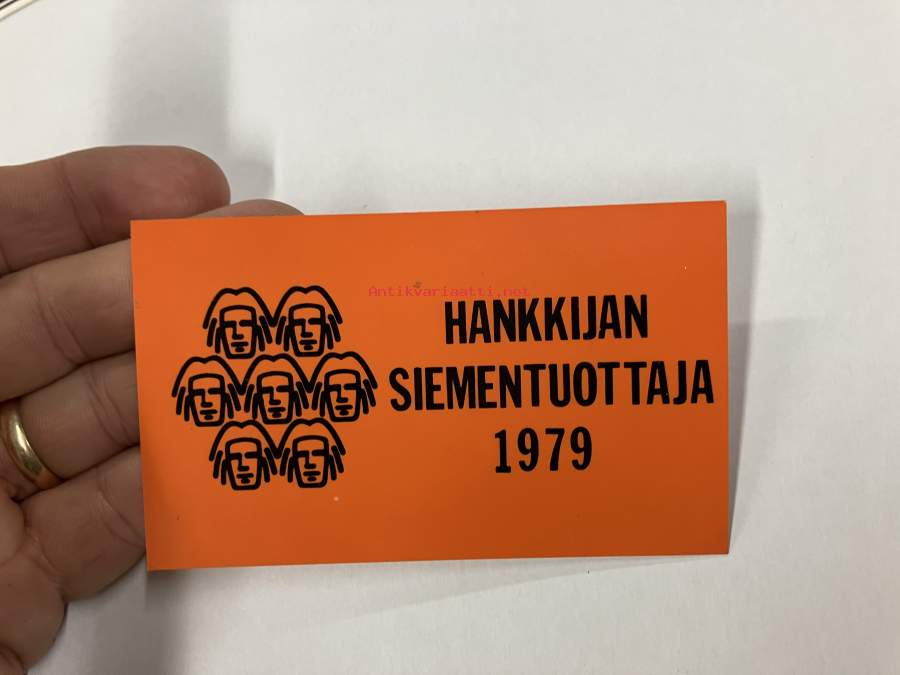 Antikvariaatti.net
HANKKIJAN
SIEMENTUOTTAJA
1979